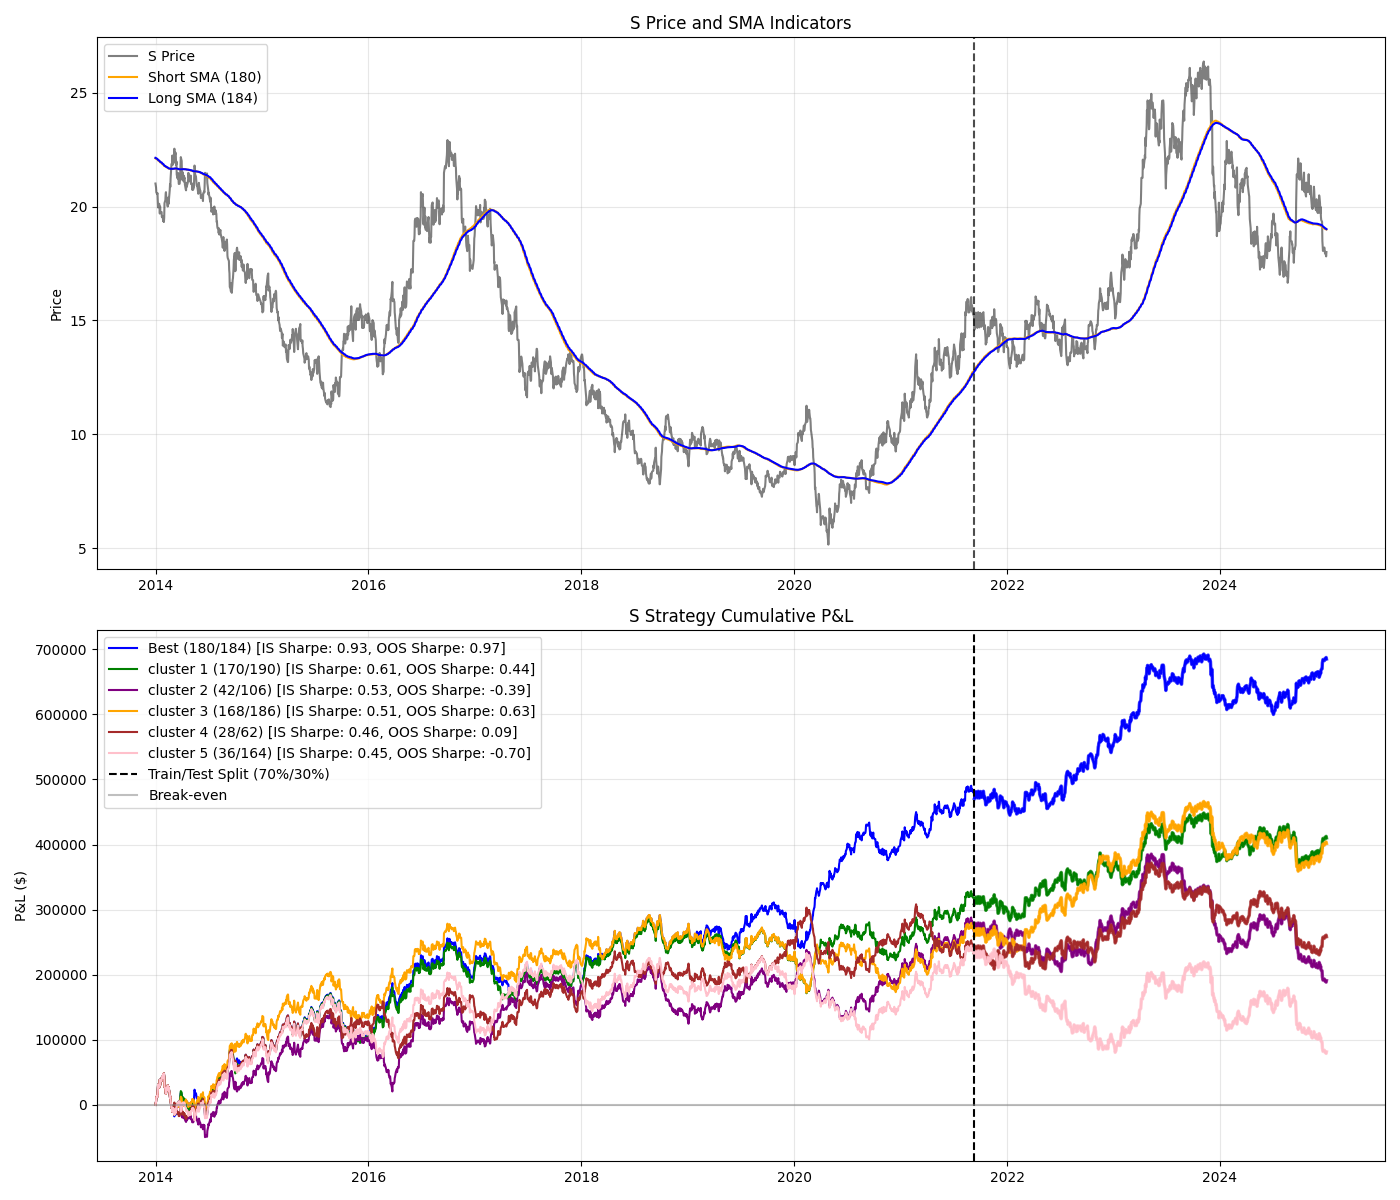 S Price and SMA Indicators
S Price
Short SMA (180)
Long SMA (184)
Price
25
20
15
10
5
2014
2016
2018
2020
2022
2024
S Strategy Cumulative P&L
Best (180/184) [IS Sharpe: 0.93, OOS Sharpe: 0.97]
cluster 1 (170/190) [IS Sharpe: 0.61, OOS Sharpe: 0.44]
cluster 2 (42/106) [IS Sharpe: 0.53, OOS Sharpe: -0.39]
cluster 3 (168/186) [IS Sharpe: 0.51, OOS Sharpe: 0.63]
cluster 4 (28/62) [IS Sharpe: 0.46, OOS Sharpe: 0.09]
cluster 5 (36/164) [IS Sharpe: 0.45, OOS Sharpe: -0.70]
Train/Test Split (70%/30%)
Break-even
P&L ($)
700000
600000
500000
400000
300000
200000
100000
0
2014
2016
2018
2020
2022
2024